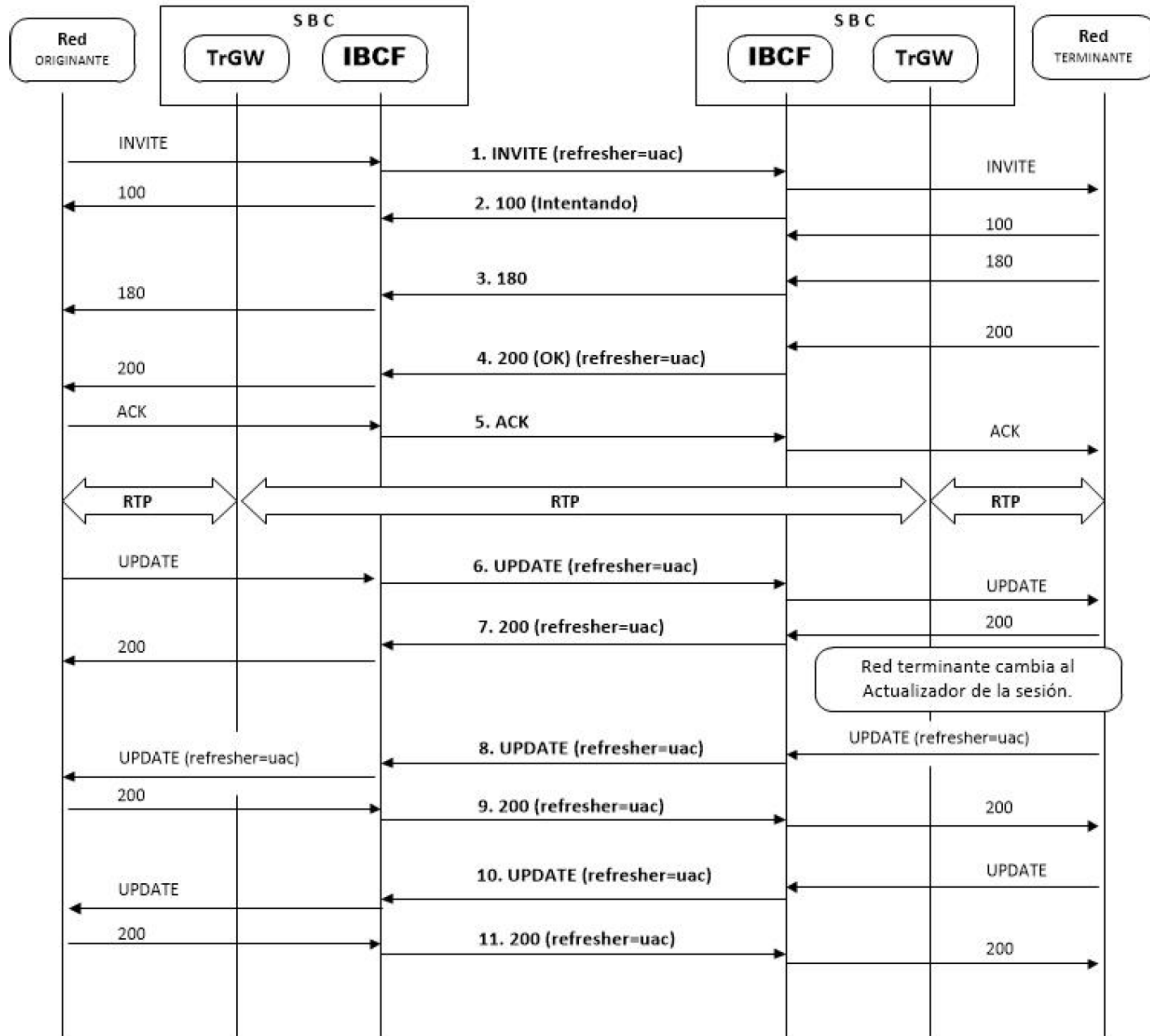 S B C
S B C
Red
ORIGINANTE
TrGW
IBCF
IBCF
TrGW
Red
TERMINANTE
INVITE
1. INVITE (refresher=uac)
INVITE
100
2. 100 (Intentando)
100
180
3. 180
180
200
4. 200 (OK) (refresher=uac)
200
ACK
5. ACK
ACK
RTP
RTP
RTP
UPDATE
6. UPDATE (refresher=uac)
UPDATE
200
7. 200 (refresher=uac)
200
Red terminante cambia al
Actualizador de la sesión.
UPDATE (refresher=uac)
8. UPDATE (refresher=uac)
UPDATE (refresher=uac)
200
9. 200 (refresher=uac)
200
10. UPDATE (refresher=uac)
UPDATE
UPDATE
200
11. 200 (refresher=uac)
200